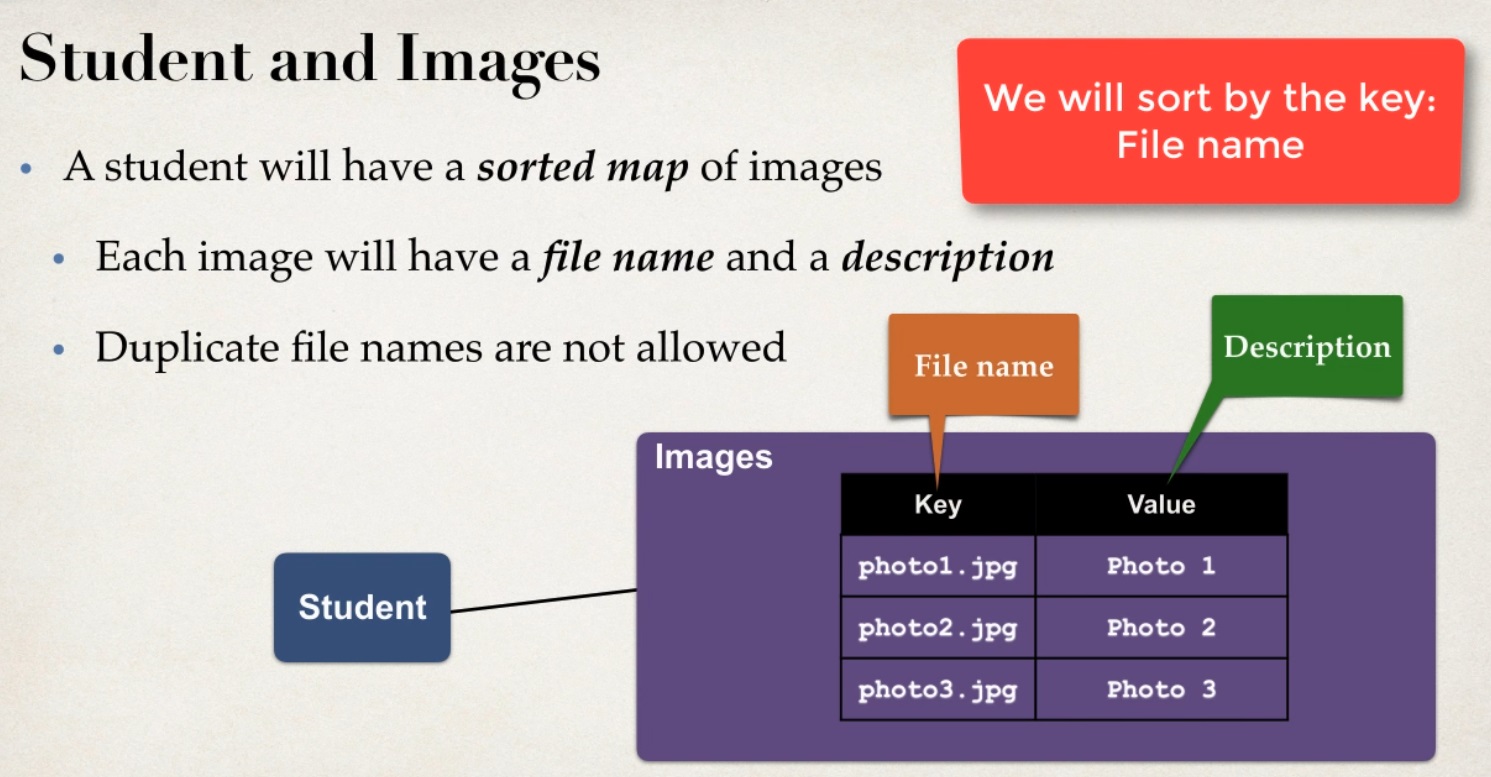 Student and Images
We will sort by the key:
File name
• A student will have a sorted map of images
• Each image will have a file name and a description
• Duplicate file names are not allowed
File name
Description
Images
Key Value
photo1.jpg Photo 1
photo2.jpg Photo 2
photo3.jpg Photo 3
Student